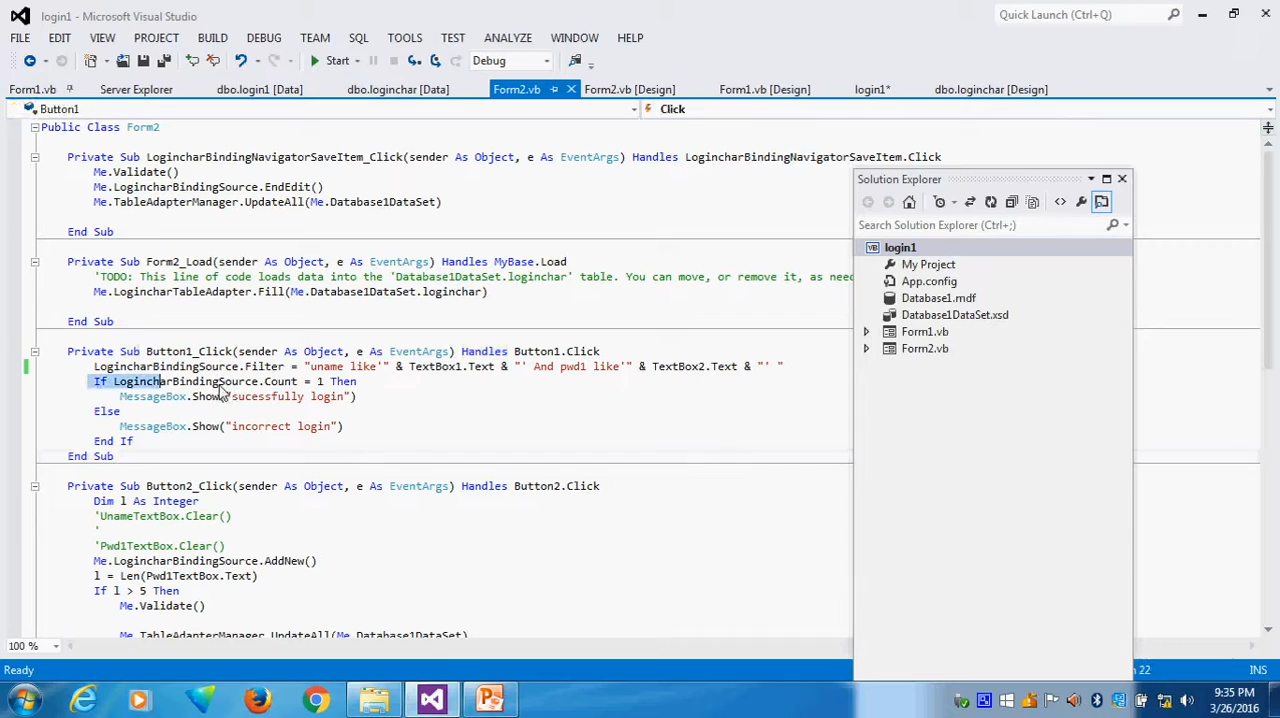 login1 - Microsoft Visual Studio
Quick Launch (Ctrl+Q)
FILE EDIT VIEW PROJECT BUILD DEBUG TEAM SQL TOOLS TEST ANALYZE WINDOW HELP
Start Debug
Form1.vb Server Explorer dbo.login1 [Data] dbo.loginchar [Data] Form2.vb Form2.vb [Design] Form1.vb [Design] login1* dbo.loginchar [Design]
Button1 Click
Public Class Form2
Private Sub LogincharBindingNavigatorSaveItem_Click(sender As Object, e As EventArgs) Handles LogincharBindingNavigatorSaveItem.Click
Me.Validate()
Me.LogincharBindingSource.EndEdit()
Me.TableAdapterManager.UpdateAll(Me.Database1DataSet)
End Sub
Private Sub Form2_Load(sender As Object, e As EventArgs) Handles MyBase.Load
'TODO: This line of code loads data into the 'Database1DataSet.loginchar' table. You can move, or remove it, as nee
Me.LogincharTableAdapter.Fill(Me.Database1DataSet.loginchar)
End Sub
Private Sub Button1_Click(sender As Object, e As EventArgs) Handles Button1.Click
LogincharBindingSource.Filter = "uname like'" & TextBox1.Text & "' And pwd1 like'" & TextBox2.Text & "' "
If LogincharBindingSource.Count = 1 Then
MessageBox.Show("sucessfully login")
Else
MessageBox.Show("incorrect login")
End If
End Sub
Private Sub Button2_Click(sender As Object, e As EventArgs) Handles Button2.Click
Dim l As Integer
'UnameTextBox.Clear()
'
'Pwd1TextBox.Clear()
Me.LogincharBindingSource.AddNew()
l = Len(Pwd1TextBox.Text)
If l > 5 Then
Me.Validate()
Me.TableAdapterManager.UpdateAll(Me.Database1DataSet)
Solution Explorer
Search Solution Explorer (Ctrl+;)
VB login1
My Project
App.config
Database1.mdf
Database1DataSet.xsd
Form1.vb
Form2.vb
100 %
Ready
22 INS
9:35 PM
3/26/2016